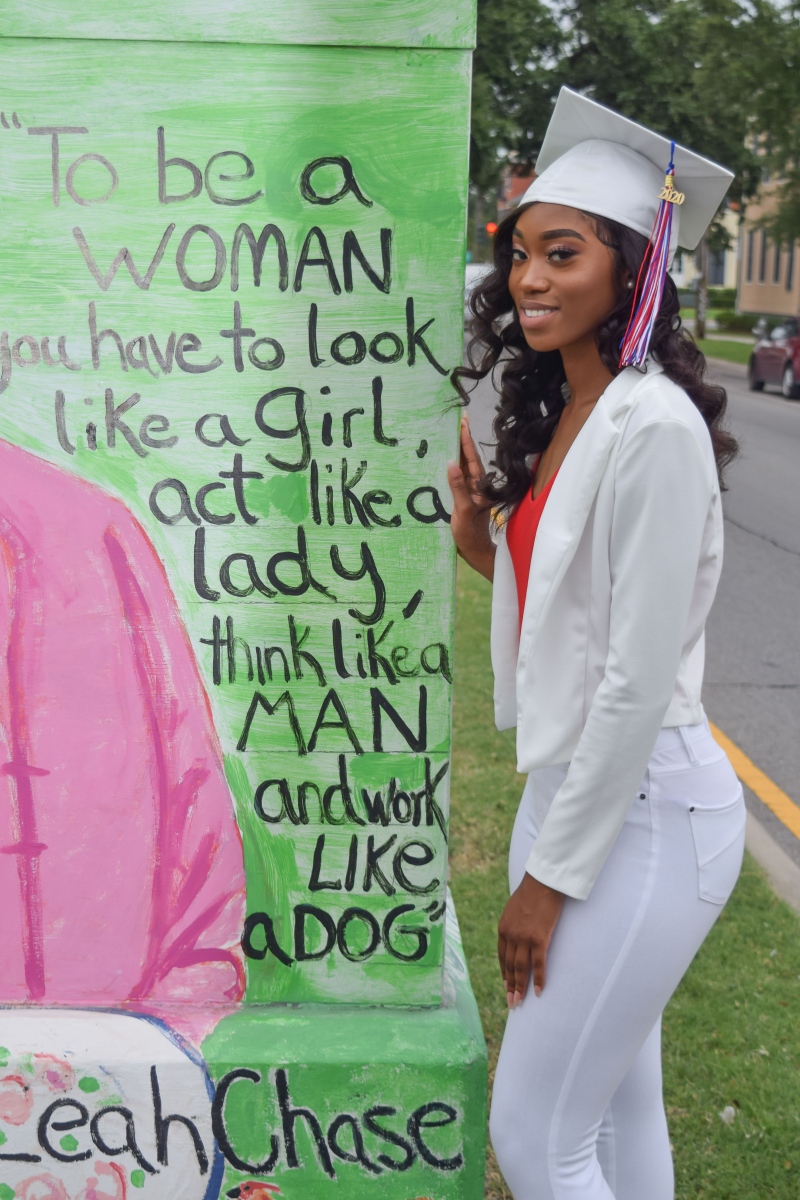 "To be a
WOMAN
you have to look
like a girl,
act like a
lady,
think like a
MAN
and work
LIKE
a DOG"
Leah Chase
2020